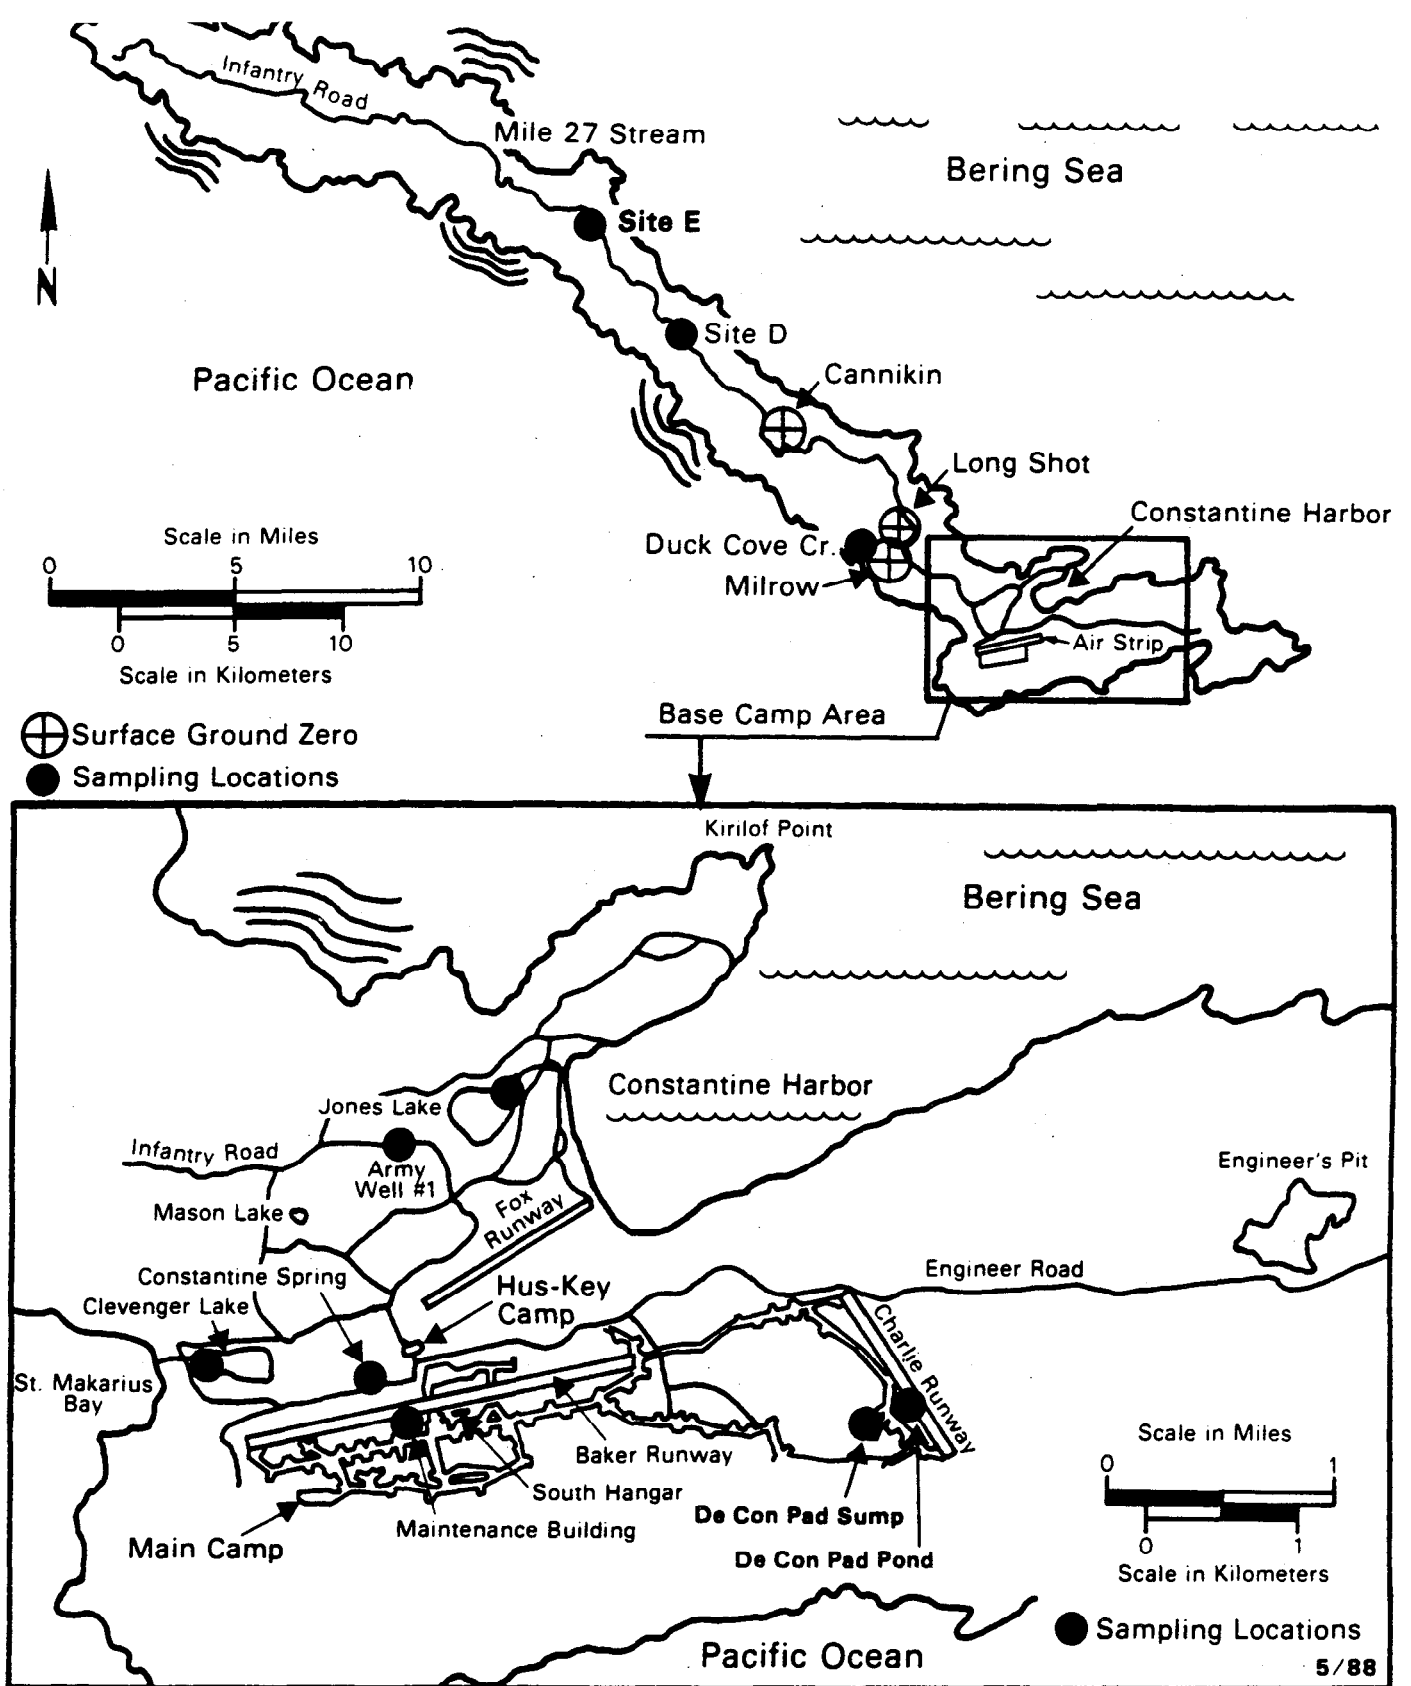 Infantry Road
Mile 27 Stream
Bering Sea
Site E
N
Site D
Pacific Ocean
Cannikin
Long Shot
Constantine Harbor
Scale in Miles
0 5 10
0 5 10
Scale in Kilometers
Duck Cove Cr.
Milrow
Air Strip
Base Camp Area
Surface Ground Zero
Sampling Locations
Kirilof Point
Bering Sea
Constantine Harbor
Jones Lake
Infantry Road
Army
Well #1
Engineer's Pit
Mason Lake
Fox
Runway
Constantine Spring
Clevenger Lake
Hus-Key
Camp
Engineer Road
Charlie Runway
St. Makarius
Bay
Baker Runway
South Hangar
Maintenance Building
Main Camp
De Con Pad Sump
De Con Pad Pond
Scale in Miles
0 1
0 1
Scale in Kilometers
Sampling Locations
Pacific Ocean
5/88